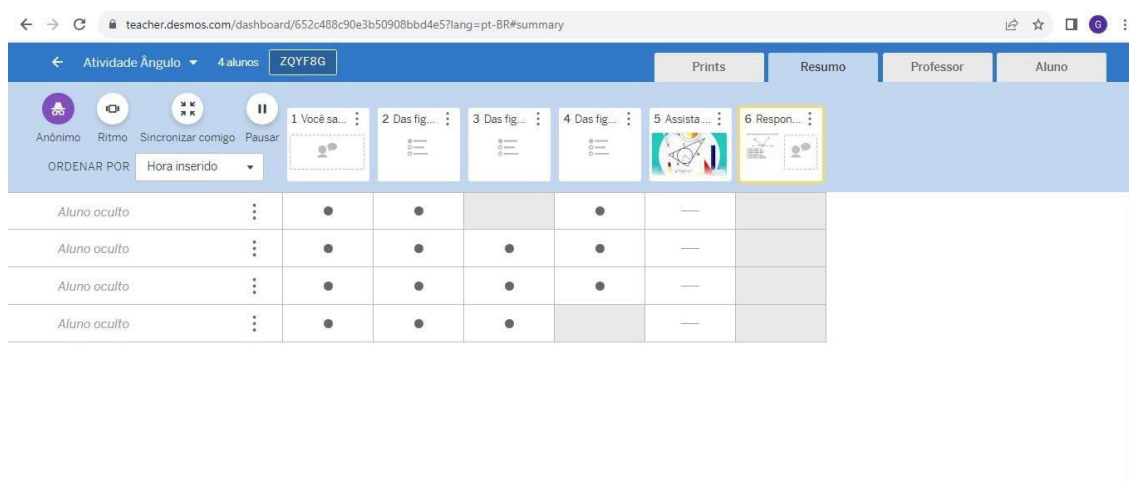 teacher.desmos.com/dashboard/652c488c90e3b50908bbd4e5?lang=pt-BR#summary
G
Atividade Ângulo
4 alunos
ZQYF8G
Prints
Resumo
Professor
Aluno
Anônimo
Ritmo
Sincronizar comigo
Pausar
ORDENAR POR
Hora inserido
1 Você sa...
2 Das fig...
3 Das fig...
4 Das fig...
5 Assista ...
6 Respon...
Aluno oculto
Aluno oculto
Aluno oculto
Aluno oculto